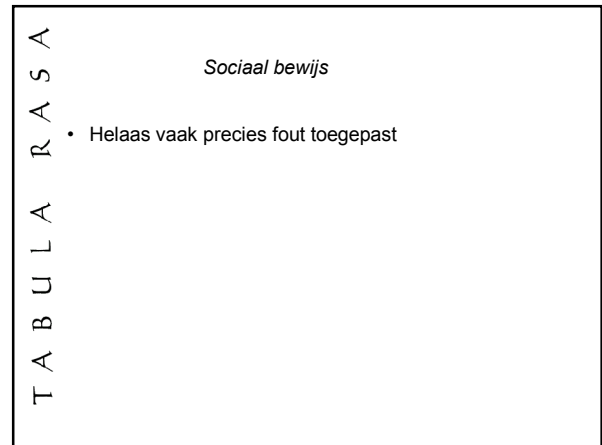 TABULA RASA
Sociaal bewijs
• Helaas vaak precies fout toegepast